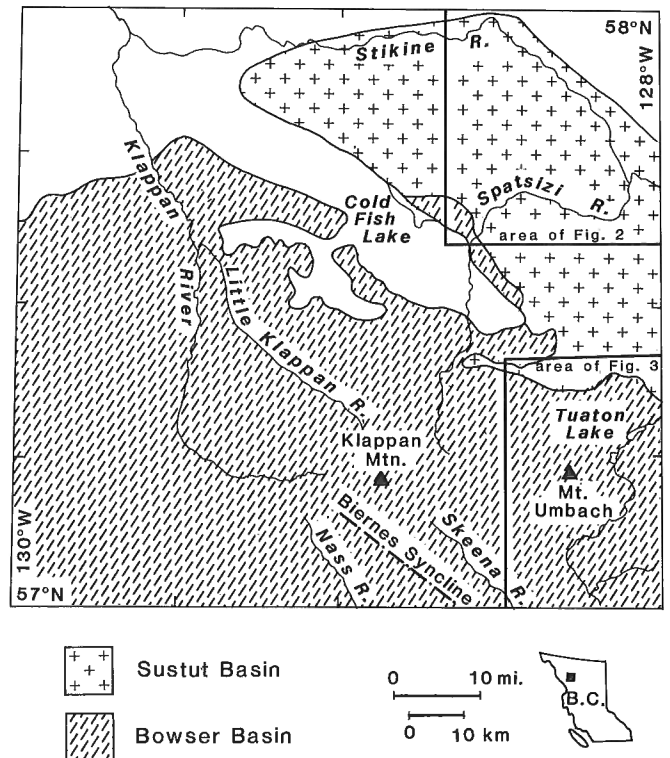 58°N
128°W
Stikine R.
Klappan River
Cold
Fish
Lake
Spatsizi R.
area of Fig. 2
Little Klappan R.
area of Fig. 3
Tuaton
Lake
Klappan
Mtn.
Mt.
Umbach
130°W
Biernes Syncline
Skeena R.
Nass R.
57°N
Sustut Basin
Bowser Basin
0 10 mi.
0 10 km
B.C.